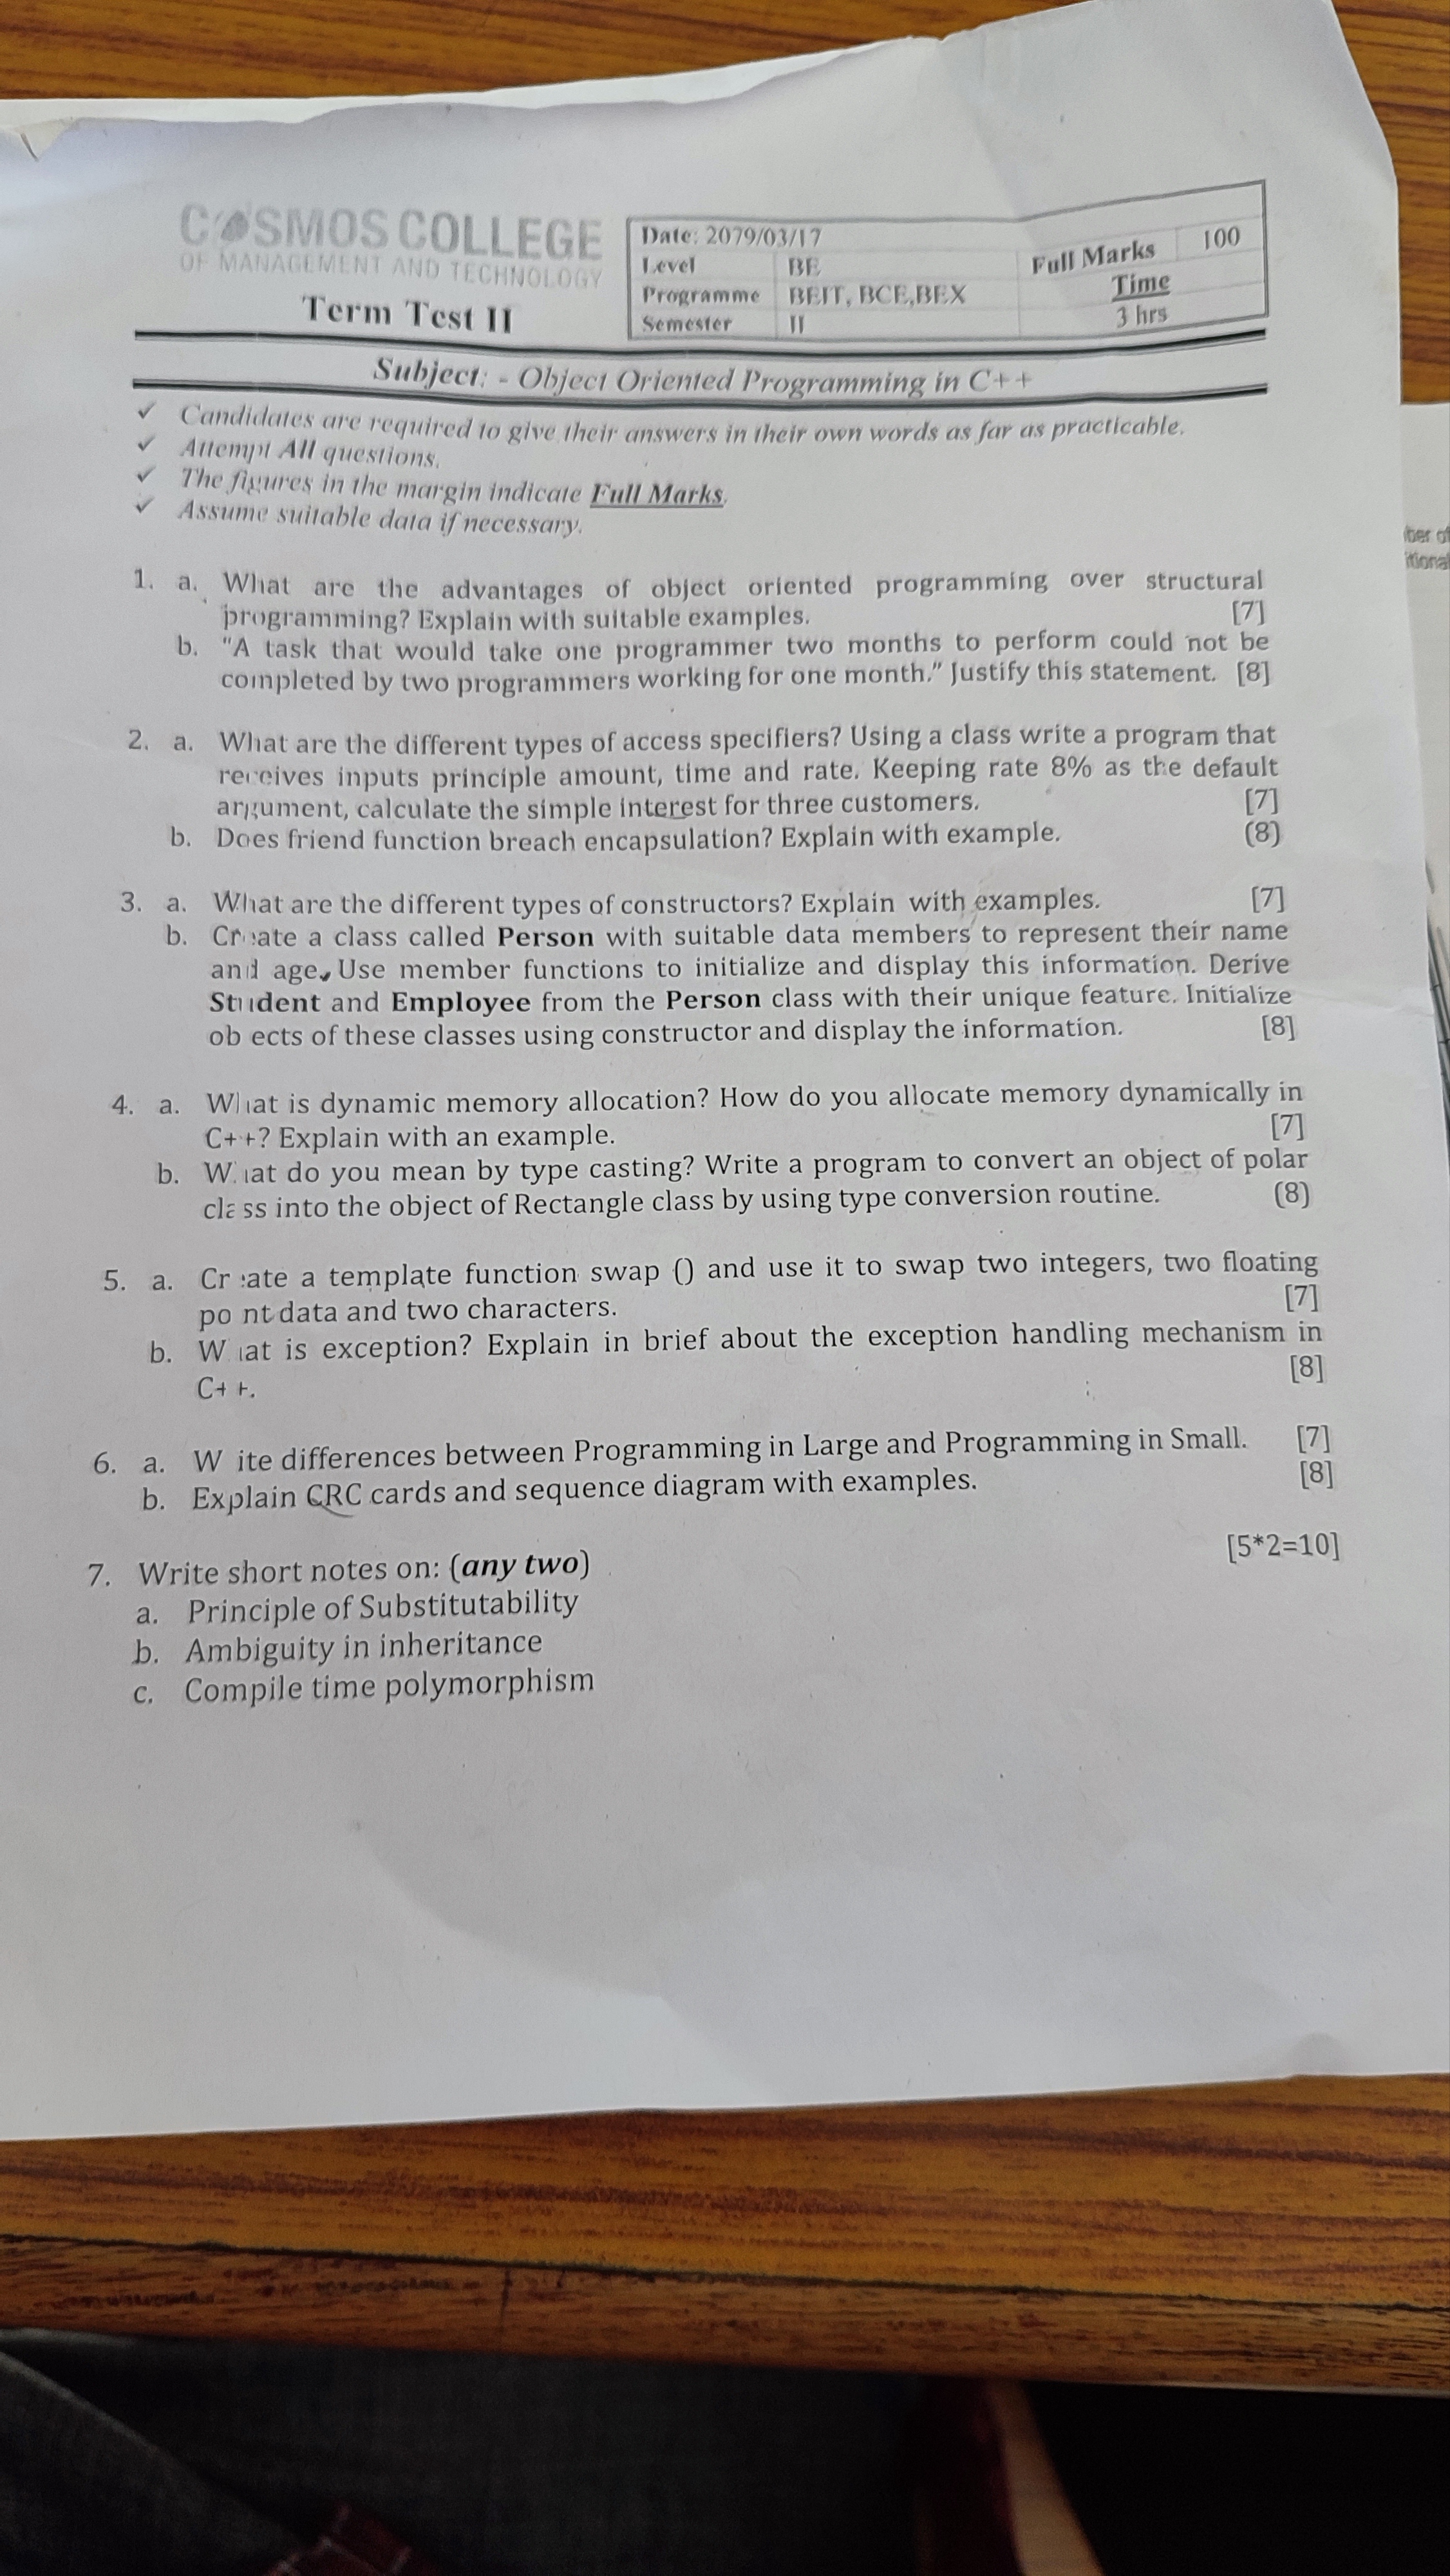 COSMOS COLLEGE
OF MANAGEMENT AND TECHNOLOGY
Term Test II
Date: 2079/03/17
Level BE Full Marks 100
Programme BEIT, BCE,BEX Time
Semester II 3 hrs
Subject: - Object Oriented Programming in C++
✓ Candidates are required to give their answers in their own words as far as practicable.
✓ Attempt All questions.
✓ The figures in the margin indicate Full Marks.
✓ Assume suitable data if necessary.
1. a. What are the advantages of object oriented programming over structural
programming? Explain with suitable examples. [7]
b. "A task that would take one programmer two months to perform could not be
completed by two programmers working for one month." Justify this statement. [8]
2. a. What are the different types of access specifiers? Using a class write a program that
receives inputs principle amount, time and rate. Keeping rate 8% as the default
argument, calculate the simple interest for three customers. [7]
b. Does friend function breach encapsulation? Explain with example. (8)
3. a. What are the different types of constructors? Explain with examples. [7]
b. Create a class called Person with suitable data members to represent their name
and age. Use member functions to initialize and display this information. Derive
Student and Employee from the Person class with their unique feature. Initialize
objects of these classes using constructor and display the information. [8]
4. a. What is dynamic memory allocation? How do you allocate memory dynamically in
C++? Explain with an example. [7]
b. What do you mean by type casting? Write a program to convert an object of polar
class into the object of Rectangle class by using type conversion routine. (8)
5. a. Create a template function swap () and use it to swap two integers, two floating
point data and two characters. [7]
b. What is exception? Explain in brief about the exception handling mechanism in
C++. [8]
6. a. Write differences between Programming in Large and Programming in Small. [7]
b. Explain CRC cards and sequence diagram with examples. [8]
7. Write short notes on: (any two) [5*2=10]
a. Principle of Substitutability
b. Ambiguity in inheritance
c. Compile time polymorphism